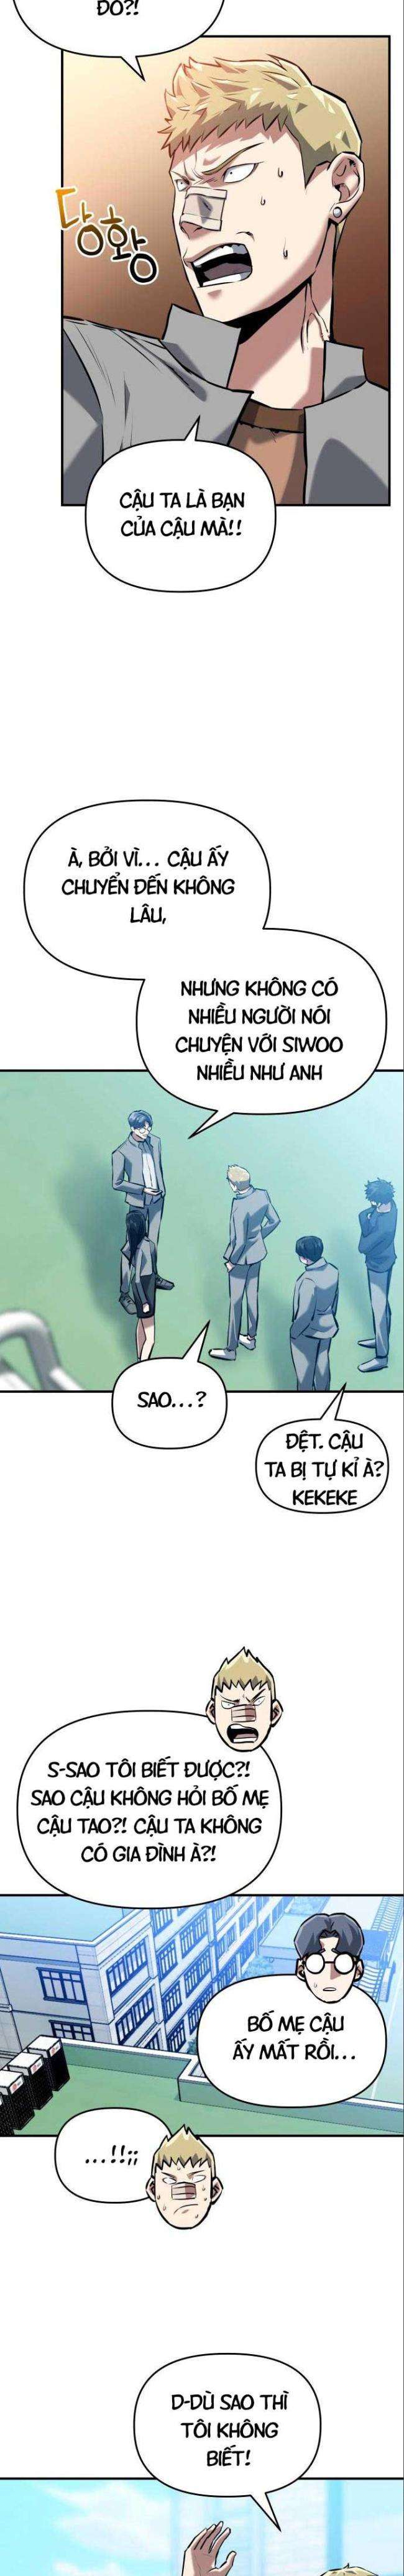 ĐÓ?!
당황
CẬU TA LÀ BẠN
CỦA CẬU MÀ!!
À, BỞI VÌ... CẬU ẤY
CHUYỂN ĐẾN KHÔNG
LÂU,
NHƯNG KHÔNG CÓ
NHIỀU NGƯỜI NÓI
CHUYỆN VỚI SIWOO
NHIỀU NHƯ ANH
SAO...?
ĐỆT. CẬU
TA BỊ TỰ KỈ À?
KEKEKE
S-SAO TÔI BIẾT ĐƯỢC?!
SAO CẬU KHÔNG HỎI BỐ MẸ
CẬU TAO?! CẬU TA KHÔNG
CÓ GIA ĐÌNH À?!
BỐ MẸ CẬU
ẤY MẤT RỒI...
...!!;;
D-DÙ SAO THÌ
TÔI KHÔNG
BIẾT!